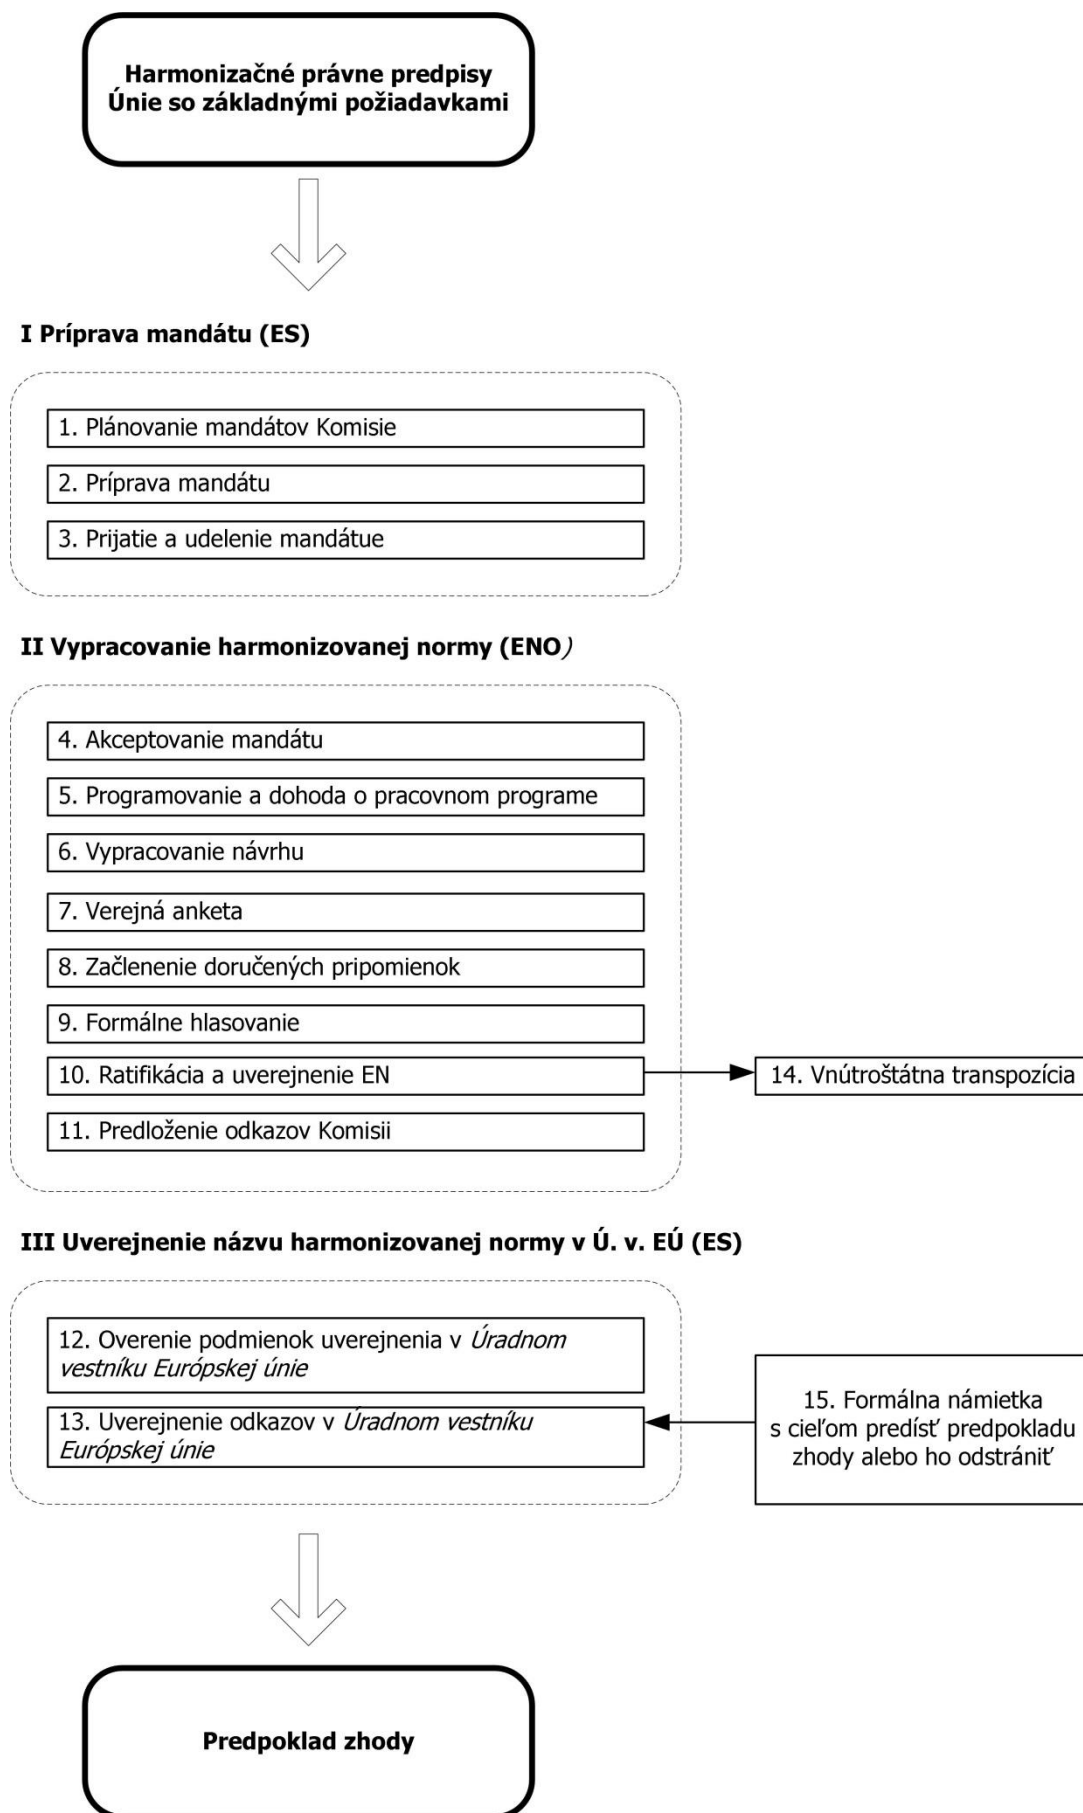 Harmonizačné právne predpisy
Únie so základnými požiadavkami
I Príprava mandátu (ES)
1. Plánovanie mandátov Komisie
2. Príprava mandátu
3. Prijatie a udelenie mandátue
II Vypracovanie harmonizovanej normy (ENO)
4. Akceptovanie mandátu
5. Programovanie a dohoda o pracovnom programe
6. Vypracovanie návrhu
7. Verejná anketa
8. Začlenenie doručených pripomienok
9. Formálne hlasovanie
10. Ratifikácia a uverejnenie EN
14. Vnútroštátna transpozícia
11. Predloženie odkazov Komisii
III Uverejnenie názvu harmonizovanej normy v Ú. v. EÚ (ES)
12. Overenie podmienok uverejnenia v Úradnom
vestníku Európskej únie
13. Uverejnenie odkazov v Úradnom vestníku
Európskej únie
15. Formálna námietka
s cieľom predísť predpokladu
zhody alebo ho odstrániť
Predpoklad zhody